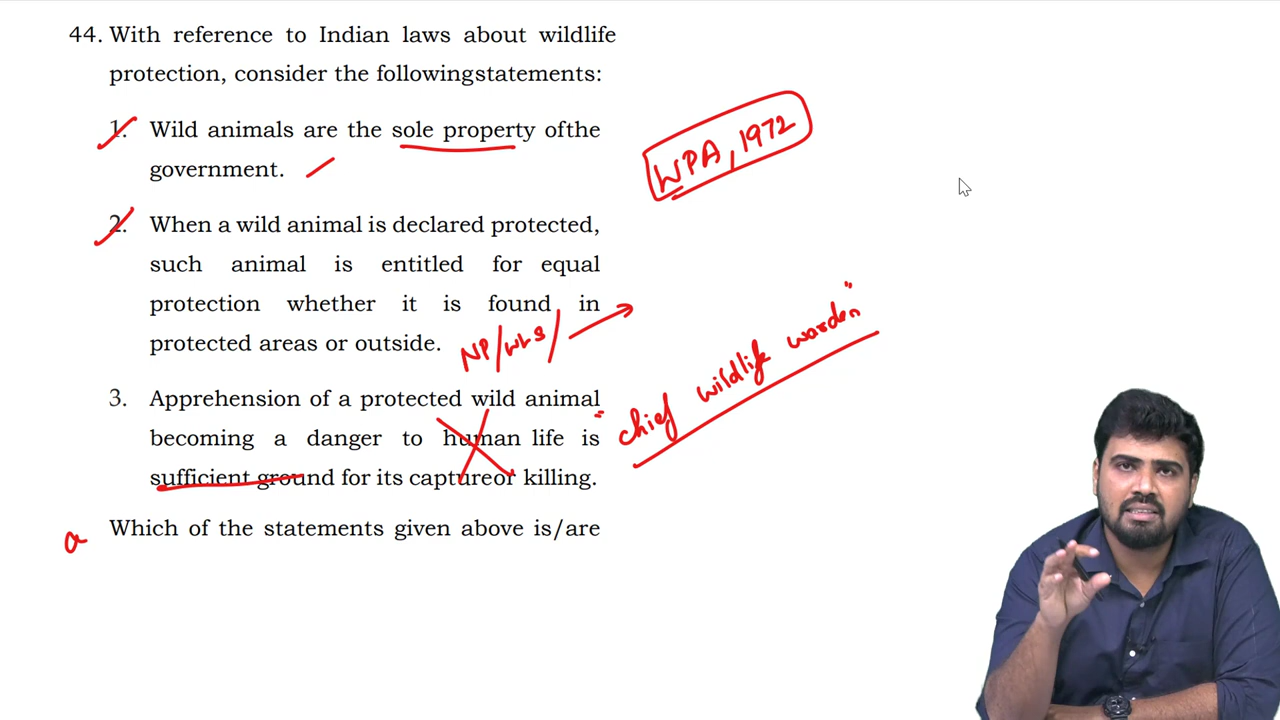 44. With reference to Indian laws about wildlife
protection, consider the followingstatements:
1. Wild animals are the sole property ofthe
government.
WPA, 1972
2. When a wild animal is declared protected,
such animal is entitled for equal
protection whether it is found in
protected areas or outside.
NP/WLS/
"chief wildlife warden"
3. Apprehension of a protected wild animal
becoming a danger to human life is
sufficient ground for its captureor killing.
a
Which of the statements given above is/are